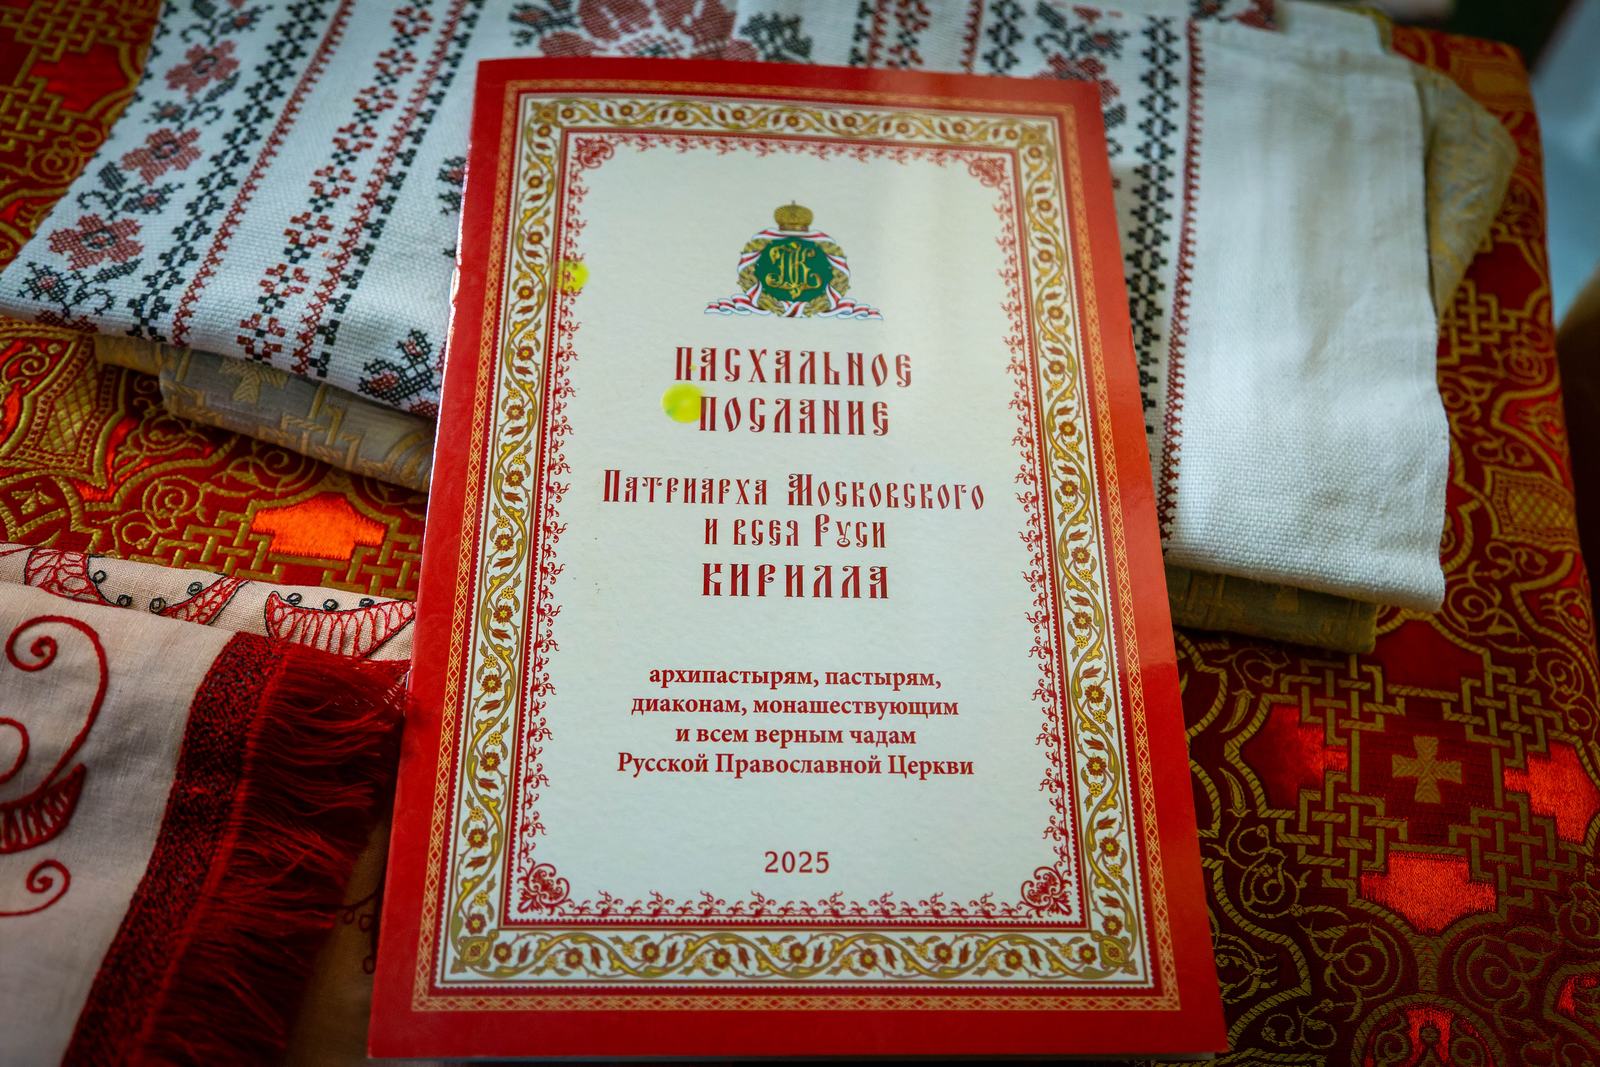 ПАСХАЛЬНОЕ
ПОСЛАНИЕ
ПАТРИАРХА МОСКОВСКОГО
И ВСЕЯ РУСИ
КИРИЛЛА
архипастырям, пастырям,
диаконам, монашествующим
и всем верным чадам
Русской Православной Церкви
2025